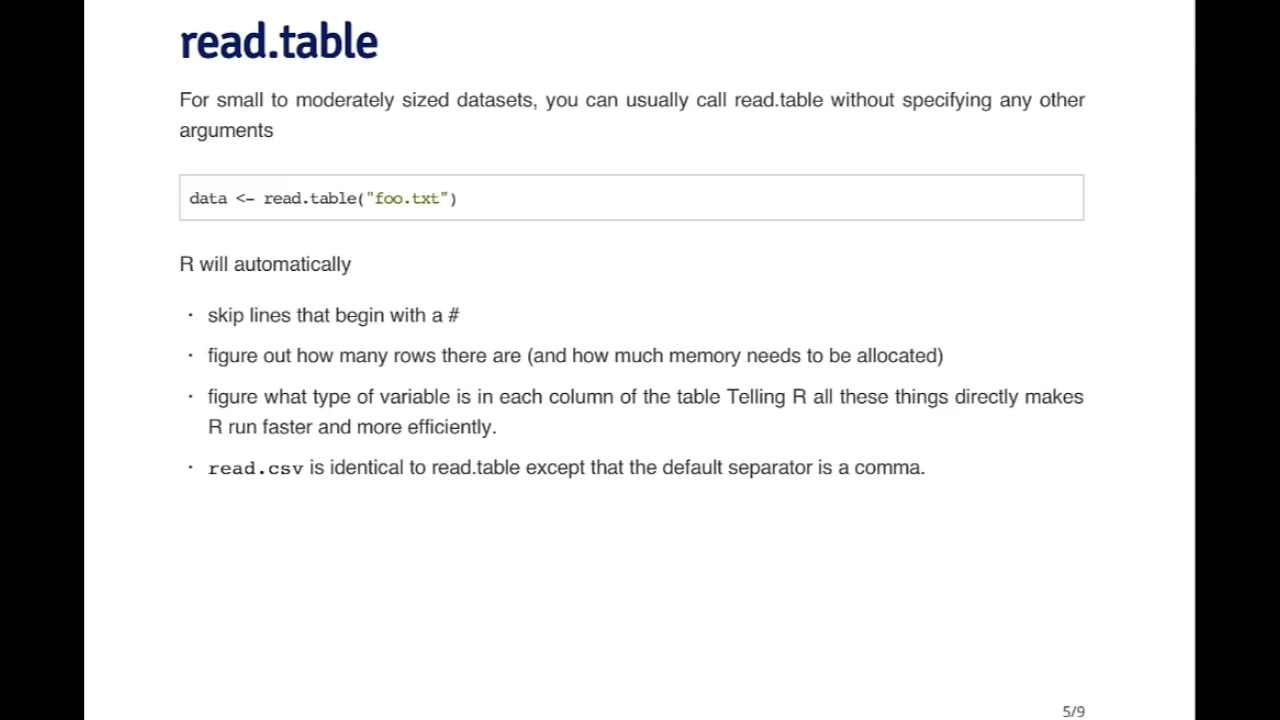 read.table
For small to moderately sized datasets, you can usually call read.table without specifying any other
arguments
data <- read.table("foo.txt")
R will automatically
· skip lines that begin with a #
· figure out how many rows there are (and how much memory needs to be allocated)
· figure what type of variable is in each column of the table Telling R all these things directly makes
R run faster and more efficiently.
· read.csv is identical to read.table except that the default separator is a comma.
5/9